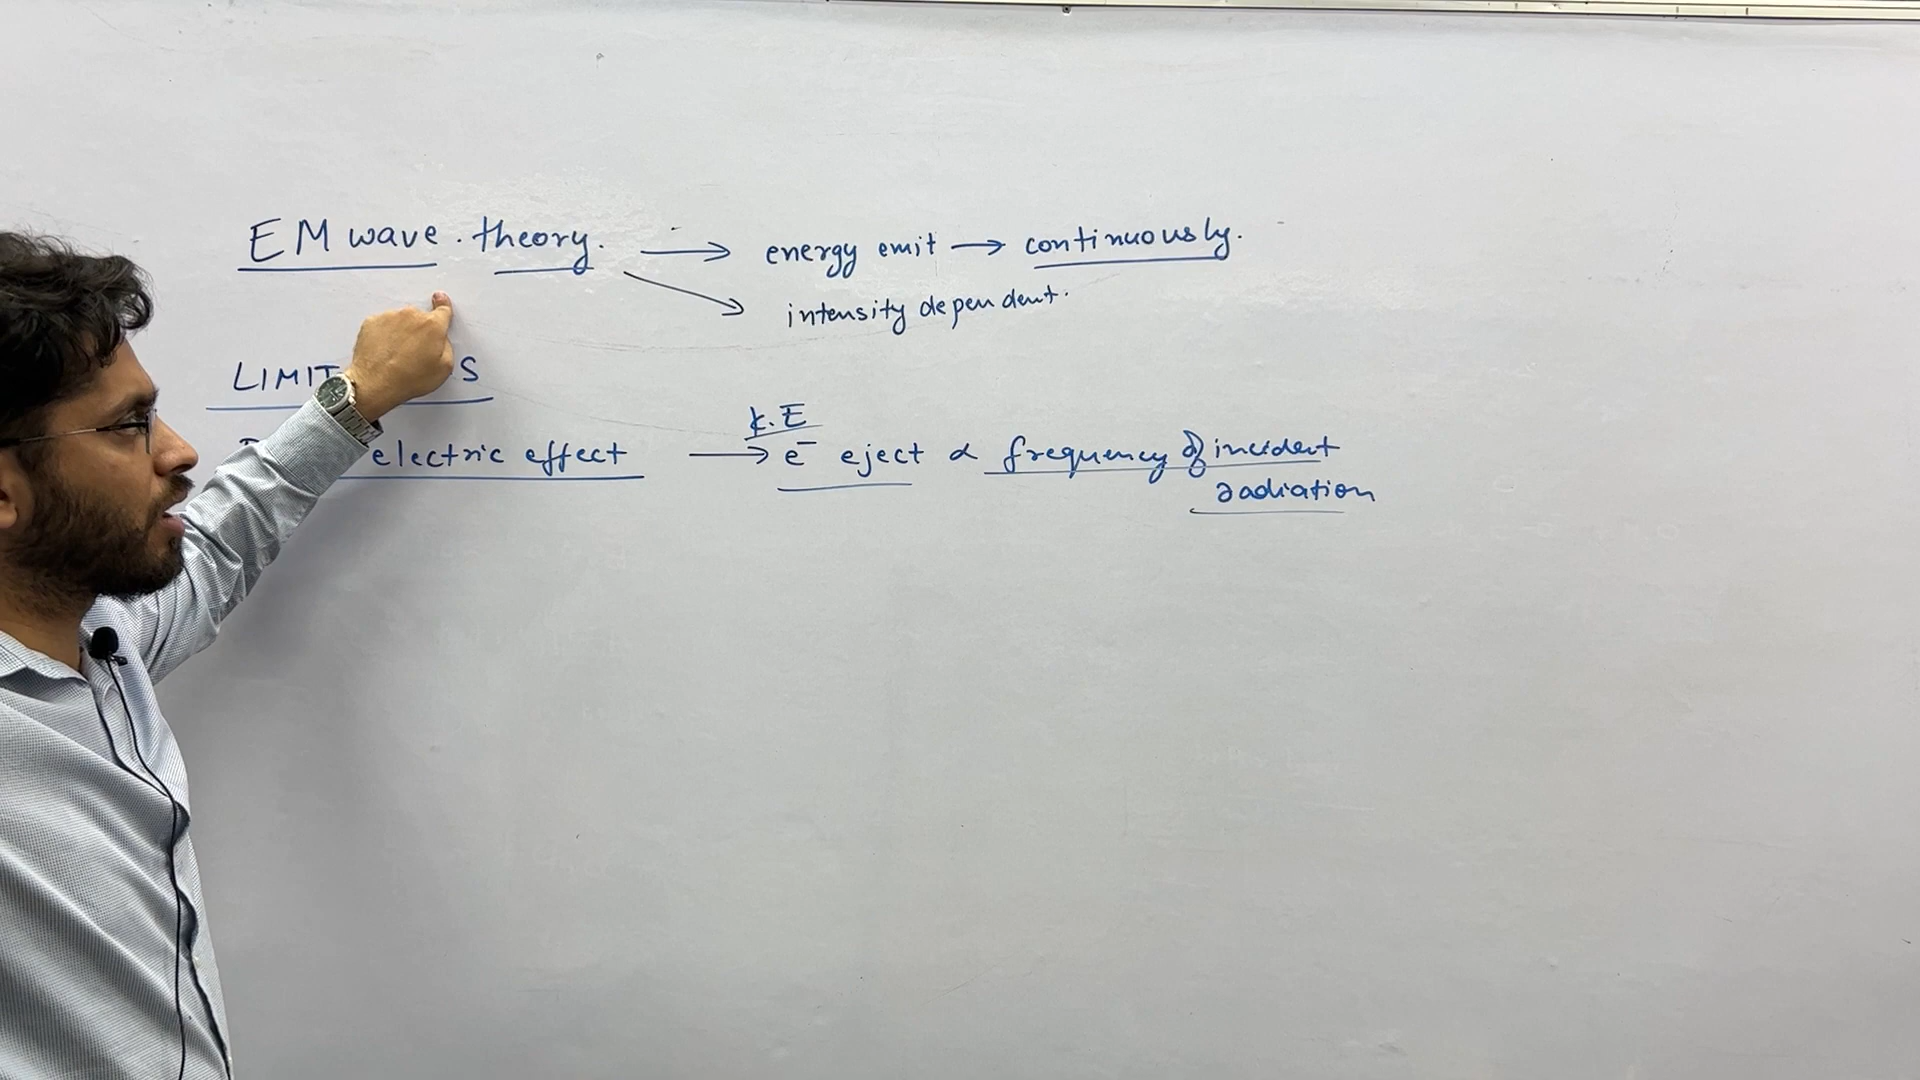 EM wave. theory. → energy emit → continuously.
→ intensity dependent.
LIMIT S
K.E
electric effect → e⁻ eject ∝ frequency of incident
radiation